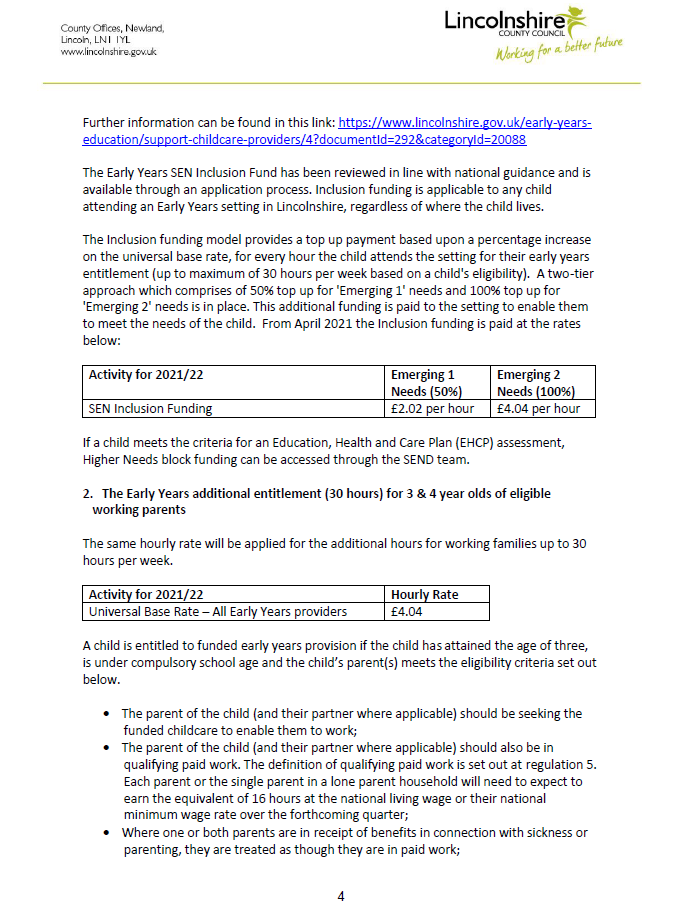 County Offices, Newland,
Lincoln, LN1 1YL
www.lincolnshire.gov.uk
Lincolnshire
COUNTY COUNCIL
Working for a better future
Further information can be found in this link: https://www.lincolnshire.gov.uk/early-years-
education/support-childcare-providers/4?documentId=292&categoryId=20088
The Early Years SEN Inclusion Fund has been reviewed in line with national guidance and is
available through an application process. Inclusion funding is applicable to any child
attending an Early Years setting in Lincolnshire, regardless of where the child lives.
The Inclusion funding model provides a top up payment based upon a percentage increase
on the universal base rate, for every hour the child attends the setting for their early years
entitlement (up to maximum of 30 hours per week based on a child's eligibility). A two-tier
approach which comprises of 50% top up for 'Emerging 1' needs and 100% top up for
'Emerging 2' needs is in place. This additional funding is paid to the setting to enable them
to meet the needs of the child. From April 2021 the Inclusion funding is paid at the rates
below:
Activity for 2021/22 Emerging 1 Emerging 2
Needs (50%) Needs (100%)
SEN Inclusion Funding £2.02 per hour £4.04 per hour
If a child meets the criteria for an Education, Health and Care Plan (EHCP) assessment,
Higher Needs block funding can be accessed through the SEND team.
2. The Early Years additional entitlement (30 hours) for 3 & 4 year olds of eligible
working parents
The same hourly rate will be applied for the additional hours for working families up to 30
hours per week.
Activity for 2021/22 Hourly Rate
Universal Base Rate – All Early Years providers £4.04
A child is entitled to funded early years provision if the child has attained the age of three,
is under compulsory school age and the child's parent(s) meets the eligibility criteria set out
below.
• The parent of the child (and their partner where applicable) should be seeking the
funded childcare to enable them to work;
• The parent of the child (and their partner where applicable) should also be in
qualifying paid work. The definition of qualifying paid work is set out at regulation 5.
Each parent or the single parent in a lone parent household will need to expect to
earn the equivalent of 16 hours at the national living wage or their national
minimum wage rate over the forthcoming quarter;
• Where one or both parents are in receipt of benefits in connection with sickness or
parenting, they are treated as though they are in paid work;
4